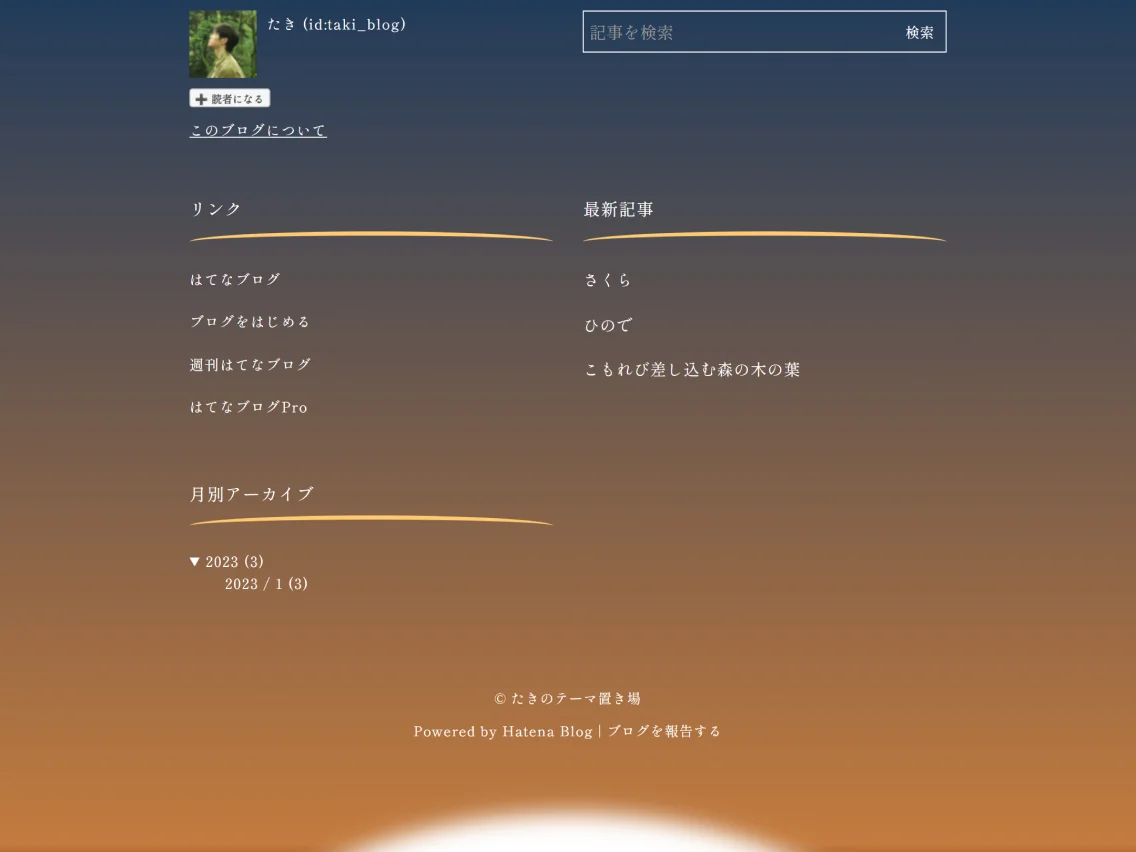 たき (id:taki_blog)
読者になる
このブログについて
記事を検索
検索
リンク
はてなブログ
ブログをはじめる
週刊はてなブログ
はてなブログPro
最新記事
さくら
ひので
こもれび差し込む森の木の葉
月別アーカイブ
▼ 2023 (3)
2023 / 1 (3)
© たきのテーマ置き場
Powered by Hatena Blog | ブログを報告する